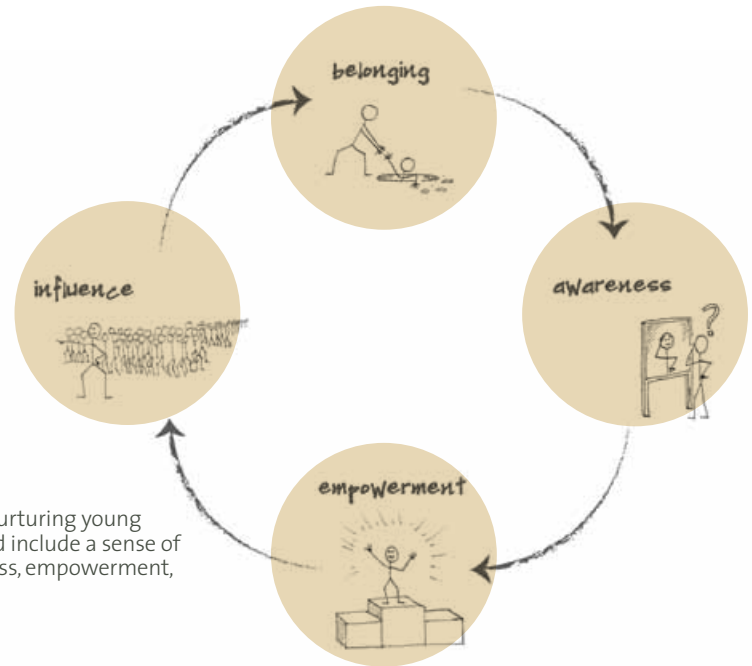 belonging
awareness
influence
empowerment
?
urturing young
d include a sense of
ss, empowerment,